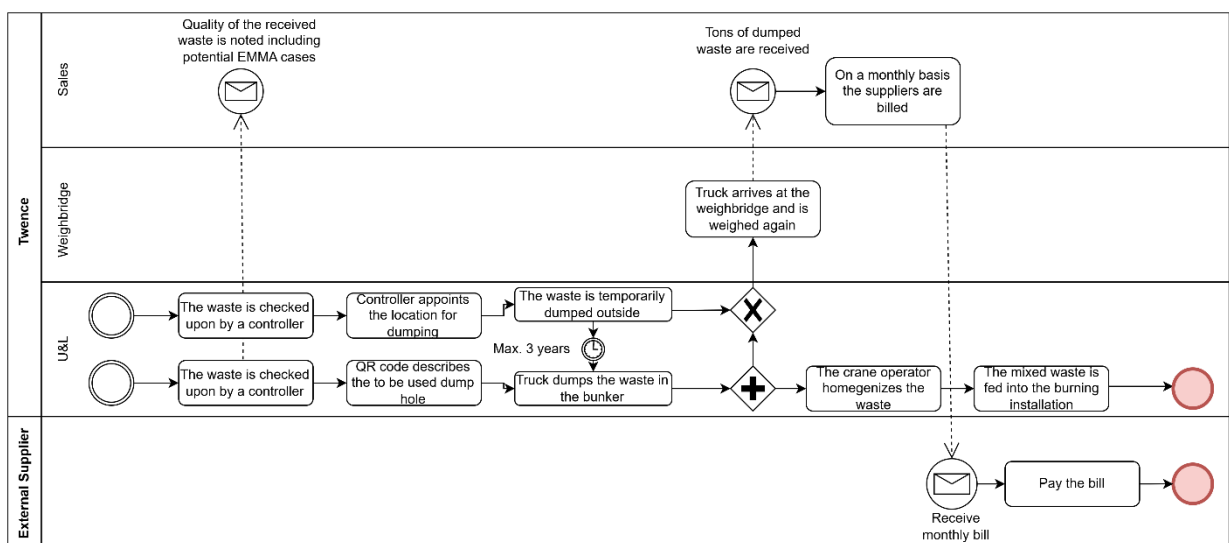 Quality of the received
waste is noted including
potential EMMA cases
Tons of dumped
waste are received
On a monthly basis
the suppliers are
billed
Sales
Twence
Weighbridge
Truck arrives at the
weighbridge and is
weighed again
U&L
The waste is checked
upon by a controller
Controller appoints
the location for
dumping
The waste is temporarily
dumped outside
Max. 3 years
The waste is checked
upon by a controller
QR code describes
the to be used dump
hole
Truck dumps the waste in
the bunker
The crane operator
homegenizes the
waste
The mixed waste is
fed into the burning
installation
External Supplier
Receive
monthly bill
Pay the bill